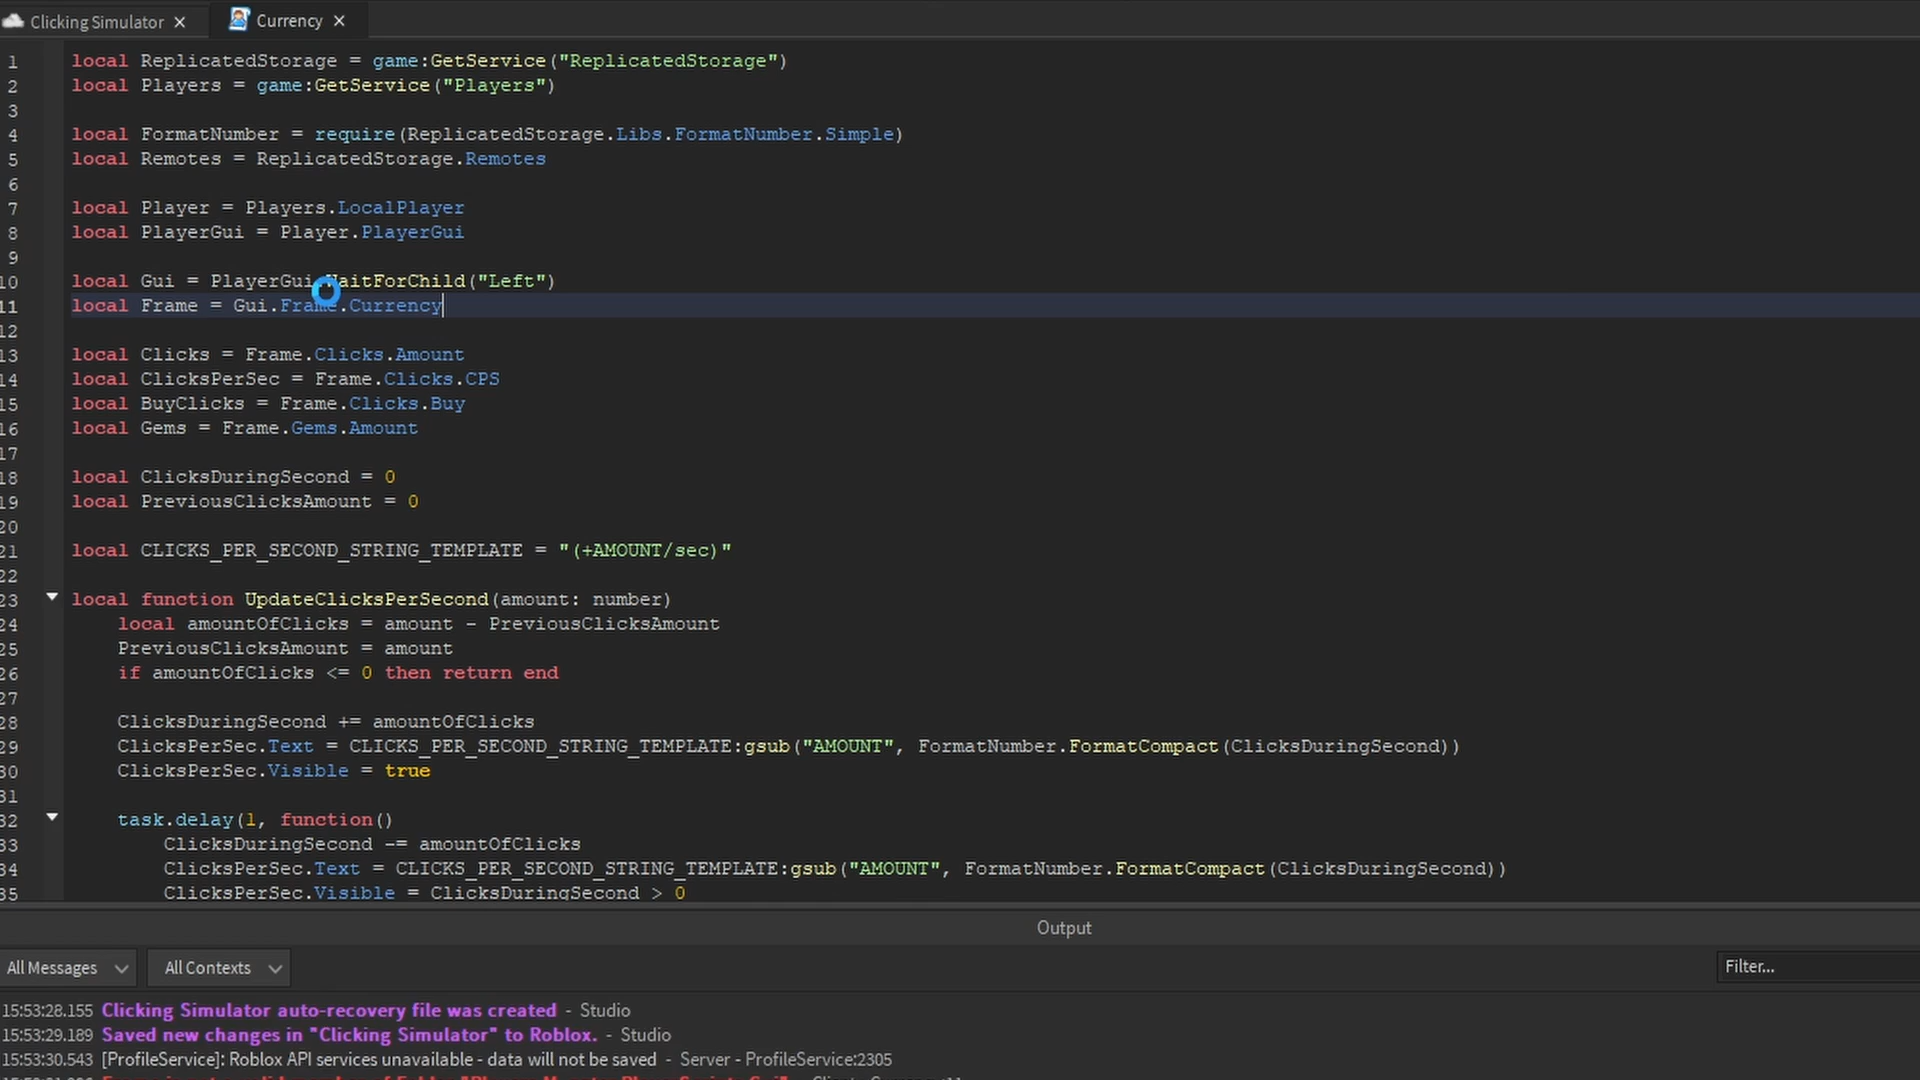 Clicking Simulator ×
Currency ×
1 local ReplicatedStorage = game:GetService("ReplicatedStorage")
2 local Players = game:GetService("Players")
3
4 local FormatNumber = require(ReplicatedStorage.Libs.FormatNumber.Simple)
5 local Remotes = ReplicatedStorage.Remotes
6
7 local Player = Players.LocalPlayer
8 local PlayerGui = Player.PlayerGui
9
10 local Gui = PlayerGui:WaitForChild("Left")
11 local Frame = Gui.Frame.Currency
12
13 local Clicks = Frame.Clicks.Amount
14 local ClicksPerSec = Frame.Clicks.CPS
15 local BuyClicks = Frame.Clicks.Buy
16 local Gems = Frame.Gems.Amount
17
18 local ClicksDuringSecond = 0
19 local PreviousClicksAmount = 0
20
21 local CLICKS_PER_SECOND_STRING_TEMPLATE = "(+AMOUNT/sec)"
22
23 local function UpdateClicksPerSecond(amount: number)
24 local amountOfClicks = amount - PreviousClicksAmount
25 PreviousClicksAmount = amount
26 if amountOfClicks <= 0 then return end
27
28 ClicksDuringSecond += amountOfClicks
29 ClicksPerSec.Text = CLICKS_PER_SECOND_STRING_TEMPLATE:gsub("AMOUNT", FormatNumber.FormatCompact(ClicksDuringSecond))
30 ClicksPerSec.Visible = true
31
32 task.delay(1, function()
33 ClicksDuringSecond -= amountOfClicks
34 ClicksPerSec.Text = CLICKS_PER_SECOND_STRING_TEMPLATE:gsub("AMOUNT", FormatNumber.FormatCompact(ClicksDuringSecond))
35 ClicksPerSec.Visible = ClicksDuringSecond > 0
Output
All Messages All Contexts Filter...
15:53:28.155 Clicking Simulator auto-recovery file was created - Studio
15:53:29.189 Saved new changes in "Clicking Simulator" to Roblox. - Studio
15:53:30.543 [ProfileService]: Roblox API services unavailable - data will not be saved - Server - ProfileService:2305